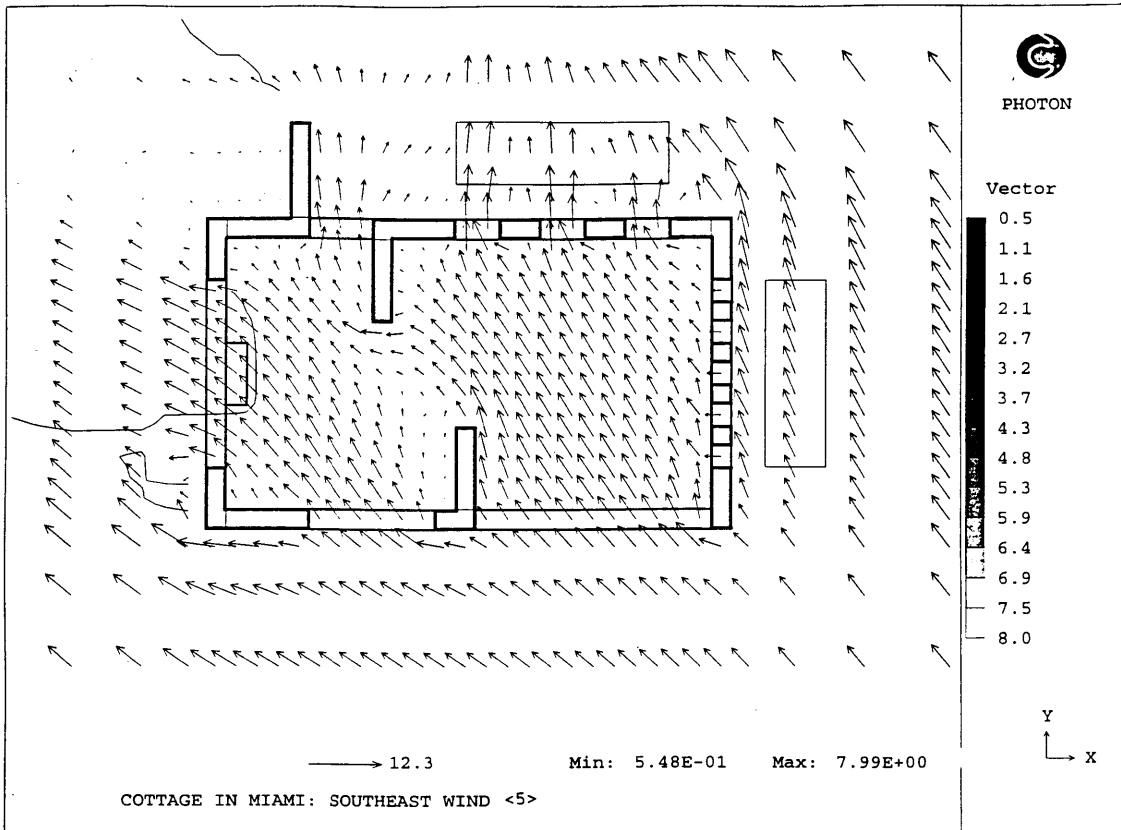 PHOTON
Vector
0.5
1.1
1.6
2.1
2.7
3.2
3.7
4.3
4.8
5.3
5.9
6.4
6.9
7.5
8.0
Y
X
12.3
Min: 5.48E-01 Max: 7.99E+00
COTTAGE IN MIAMI: SOUTHEAST WIND <5>